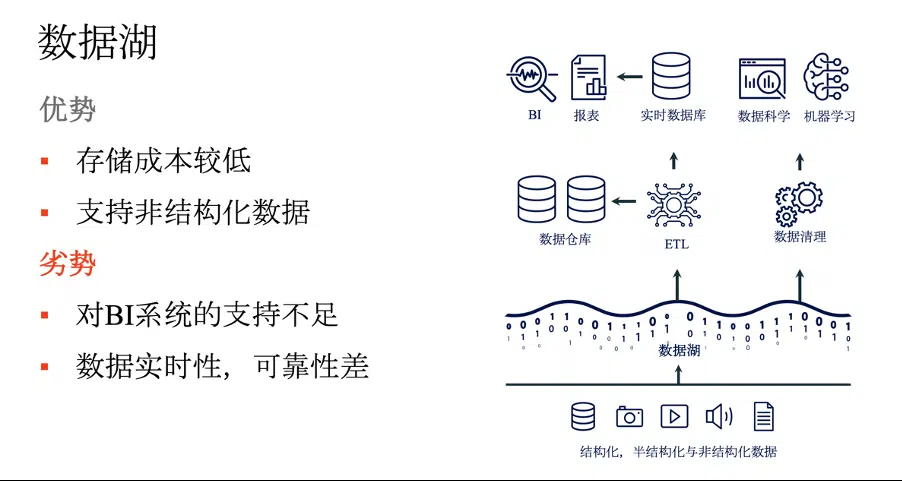 数据湖
优势
▪ 存储成本较低
▪ 支持非结构化数据
劣势
▪ 对BI系统的支持不足
▪ 数据实时性，可靠性差
BI
报表
实时数据库
数据科学
机器学习
数据仓库
ETL
数据清理
数据湖
结构化，半结构化与非结构化数据